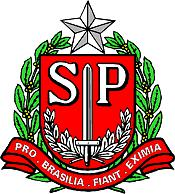 SP
PRO. BRASILIA. FIANT. EXIMIA